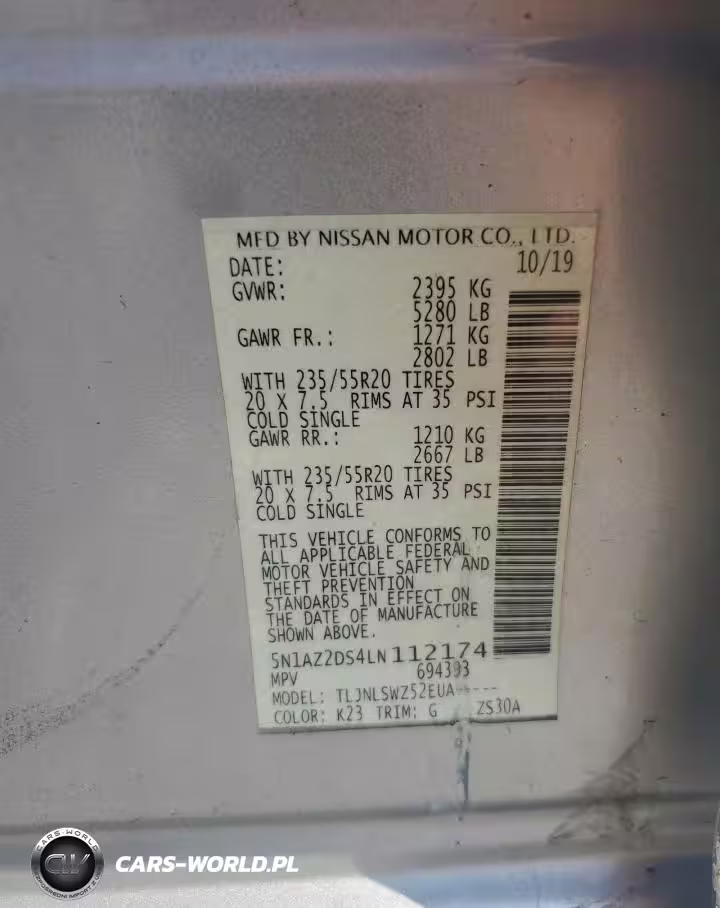 MFD BY NISSAN MOTOR CO., LTD.
DATE: 10/19
GVWR: 2395 KG
5280 LB
GAWR FR.: 1271 KG
2802 LB
WITH 235/55R20 TIRES
20 X 7.5 RIMS AT 35 PSI
COLD SINGLE
GAWR RR.: 1210 KG
2667 LB
WITH 235/55R20 TIRES
20 X 7.5 RIMS AT 35 PSI
COLD SINGLE
THIS VEHICLE CONFORMS TO
ALL APPLICABLE FEDERAL
MOTOR VEHICLE SAFETY AND
THEFT PREVENTION
STANDARDS IN EFFECT ON
THE DATE OF MANUFACTURE
SHOWN ABOVE.
5N1AZ2DS4LN112174
MPV 694393
MODEL: TLJNLSWZ52EUA-----
COLOR: K23 TRIM: G ZS30A
CARS-WORLD
CARS-WORLD.PL